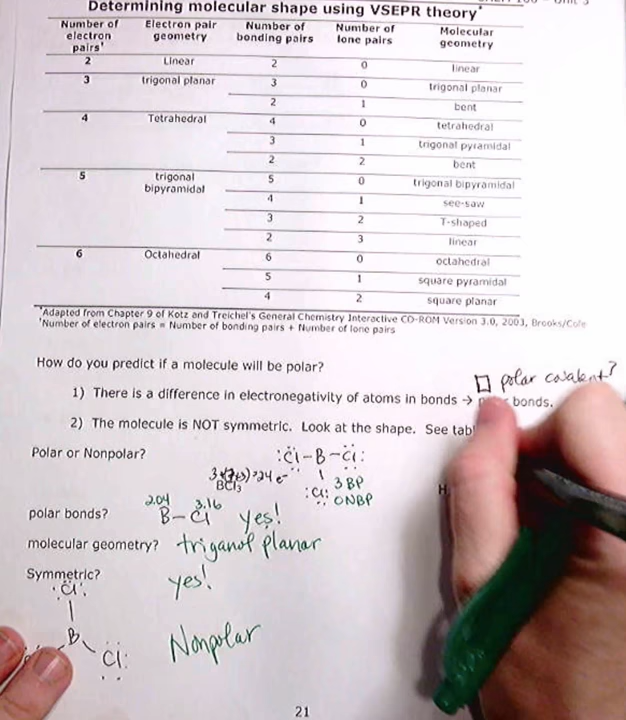 Determining molecular shape using VSEPR theory*
Number of electron pairs† Electron pair geometry Number of bonding pairs Number of lone pairs Molecular geometry
2 Linear 2 0 linear
3 trigonal planar 3 0 trigonal planar
2 1 bent
4 Tetrahedral 4 0 tetrahedral
3 1 trigonal pyramidal
2 2 bent
5 trigonal bipyramidal 5 0 trigonal bipyramidal
4 1 see-saw
3 2 T-shaped
2 3 linear
6 Octahedral 6 0 octahedral
5 1 square pyramidal
4 2 square planar
*Adapted from Chapter 9 of Kotz and Treichel's General Chemistry Interactive CD-ROM Version 3.0, 2003, Brooks/Cole
†Number of electron pairs = Number of bonding pairs + Number of lone pairs
How do you predict if a molecule will be polar?
□ polar covalent?
1) There is a difference in electronegativity of atoms in bonds → bonds.
2) The molecule is NOT symmetric. Look at the shape. See
Polar or Nonpolar?
:Cl-B-Cl:
24 e-
BCl3
:Cl: 3 BP
0NBP
H
2.04 3.16
polar bonds? B-Cl yes!
molecular geometry? triganol planar
Symmetric? yes!
Cl:
B
Cl:
Nonpolar
21